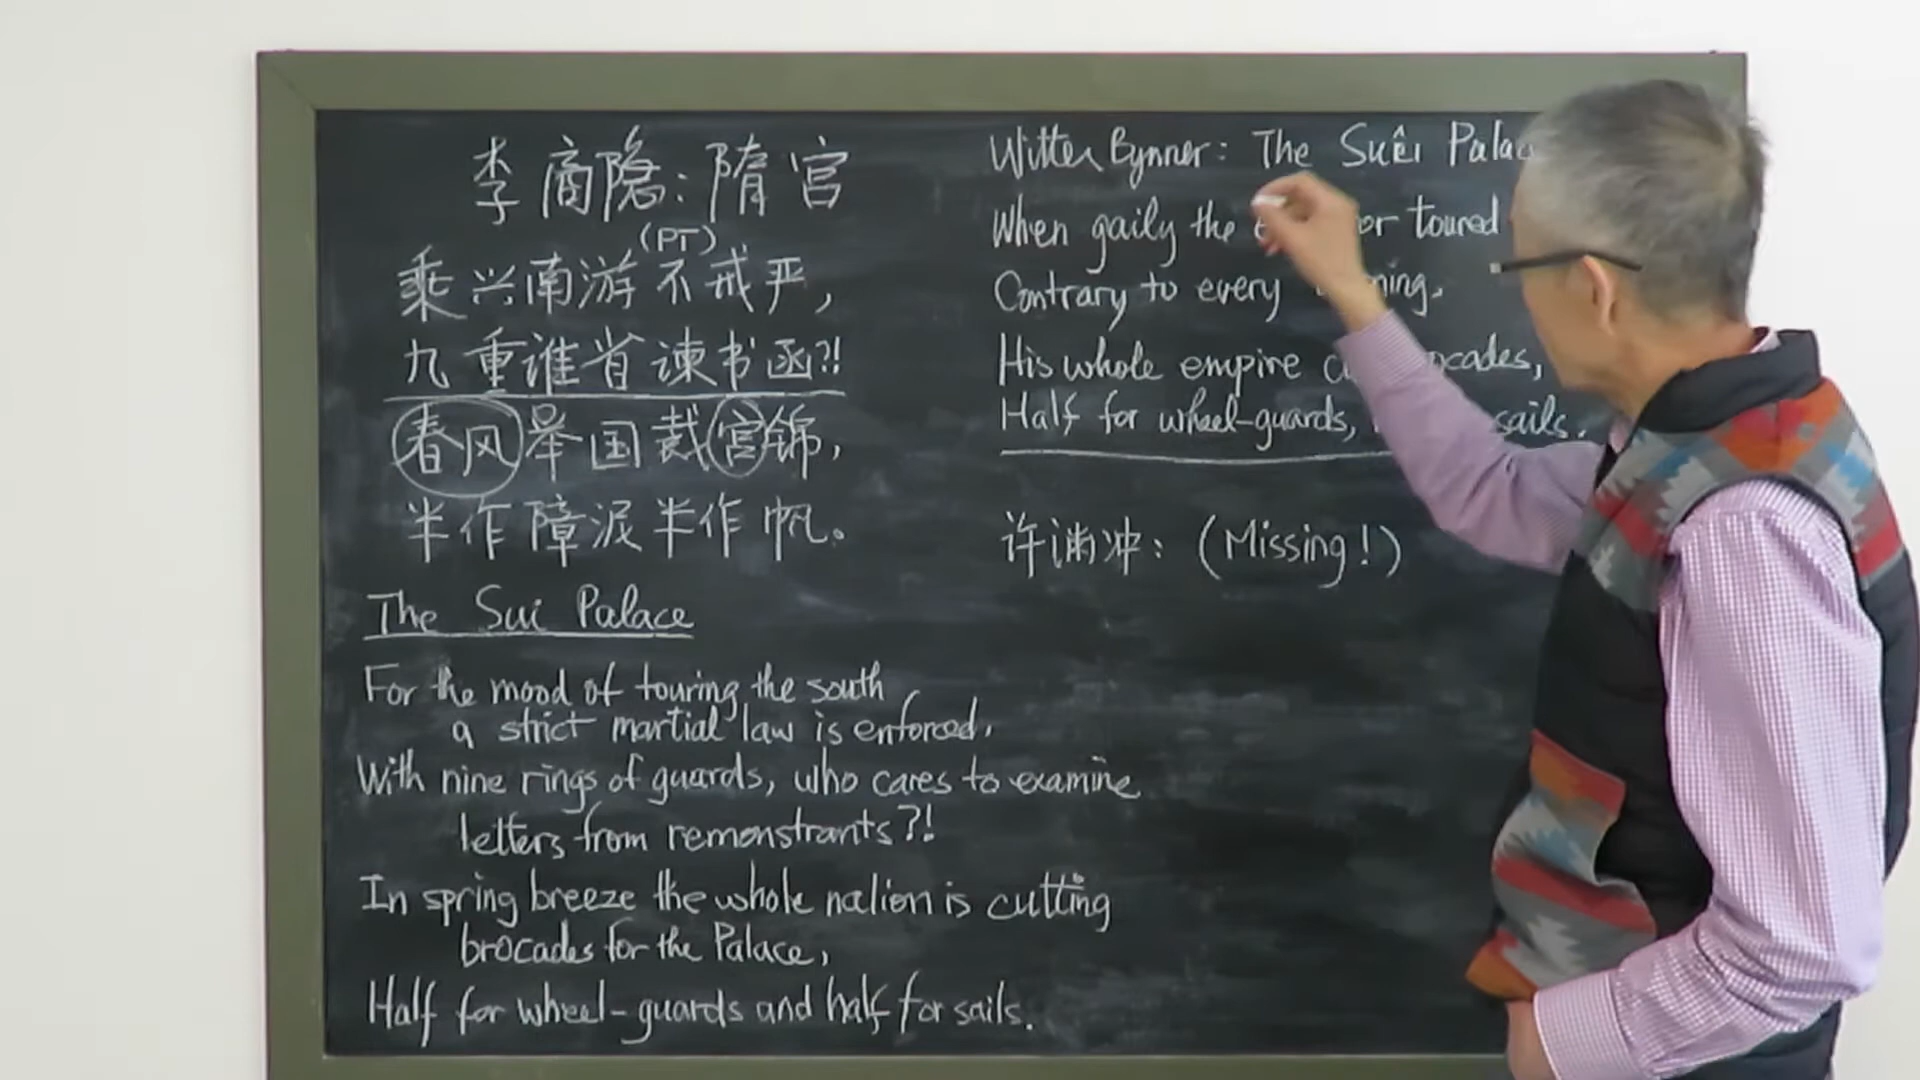 李商隐：隋宫
(PT)
乘兴南游不戒严，
九重谁省谏书函?!
春风举国裁宫锦，
半作障泥半作帆。
The Sui Palace
For the mood of touring the south
a strict martial law is enforced,
With nine rings of guards, who cares to examine
letters from remonstrants?!
In spring breeze the whole nation is cutting
brocades for the Palace,
Half for wheel-guards and half for sails.
Witter Bynner: The Suêi
When gaily the toured
Contrary to every
His whole empire
Half for wheel-guards, sails.
许渊冲：(Missing!)